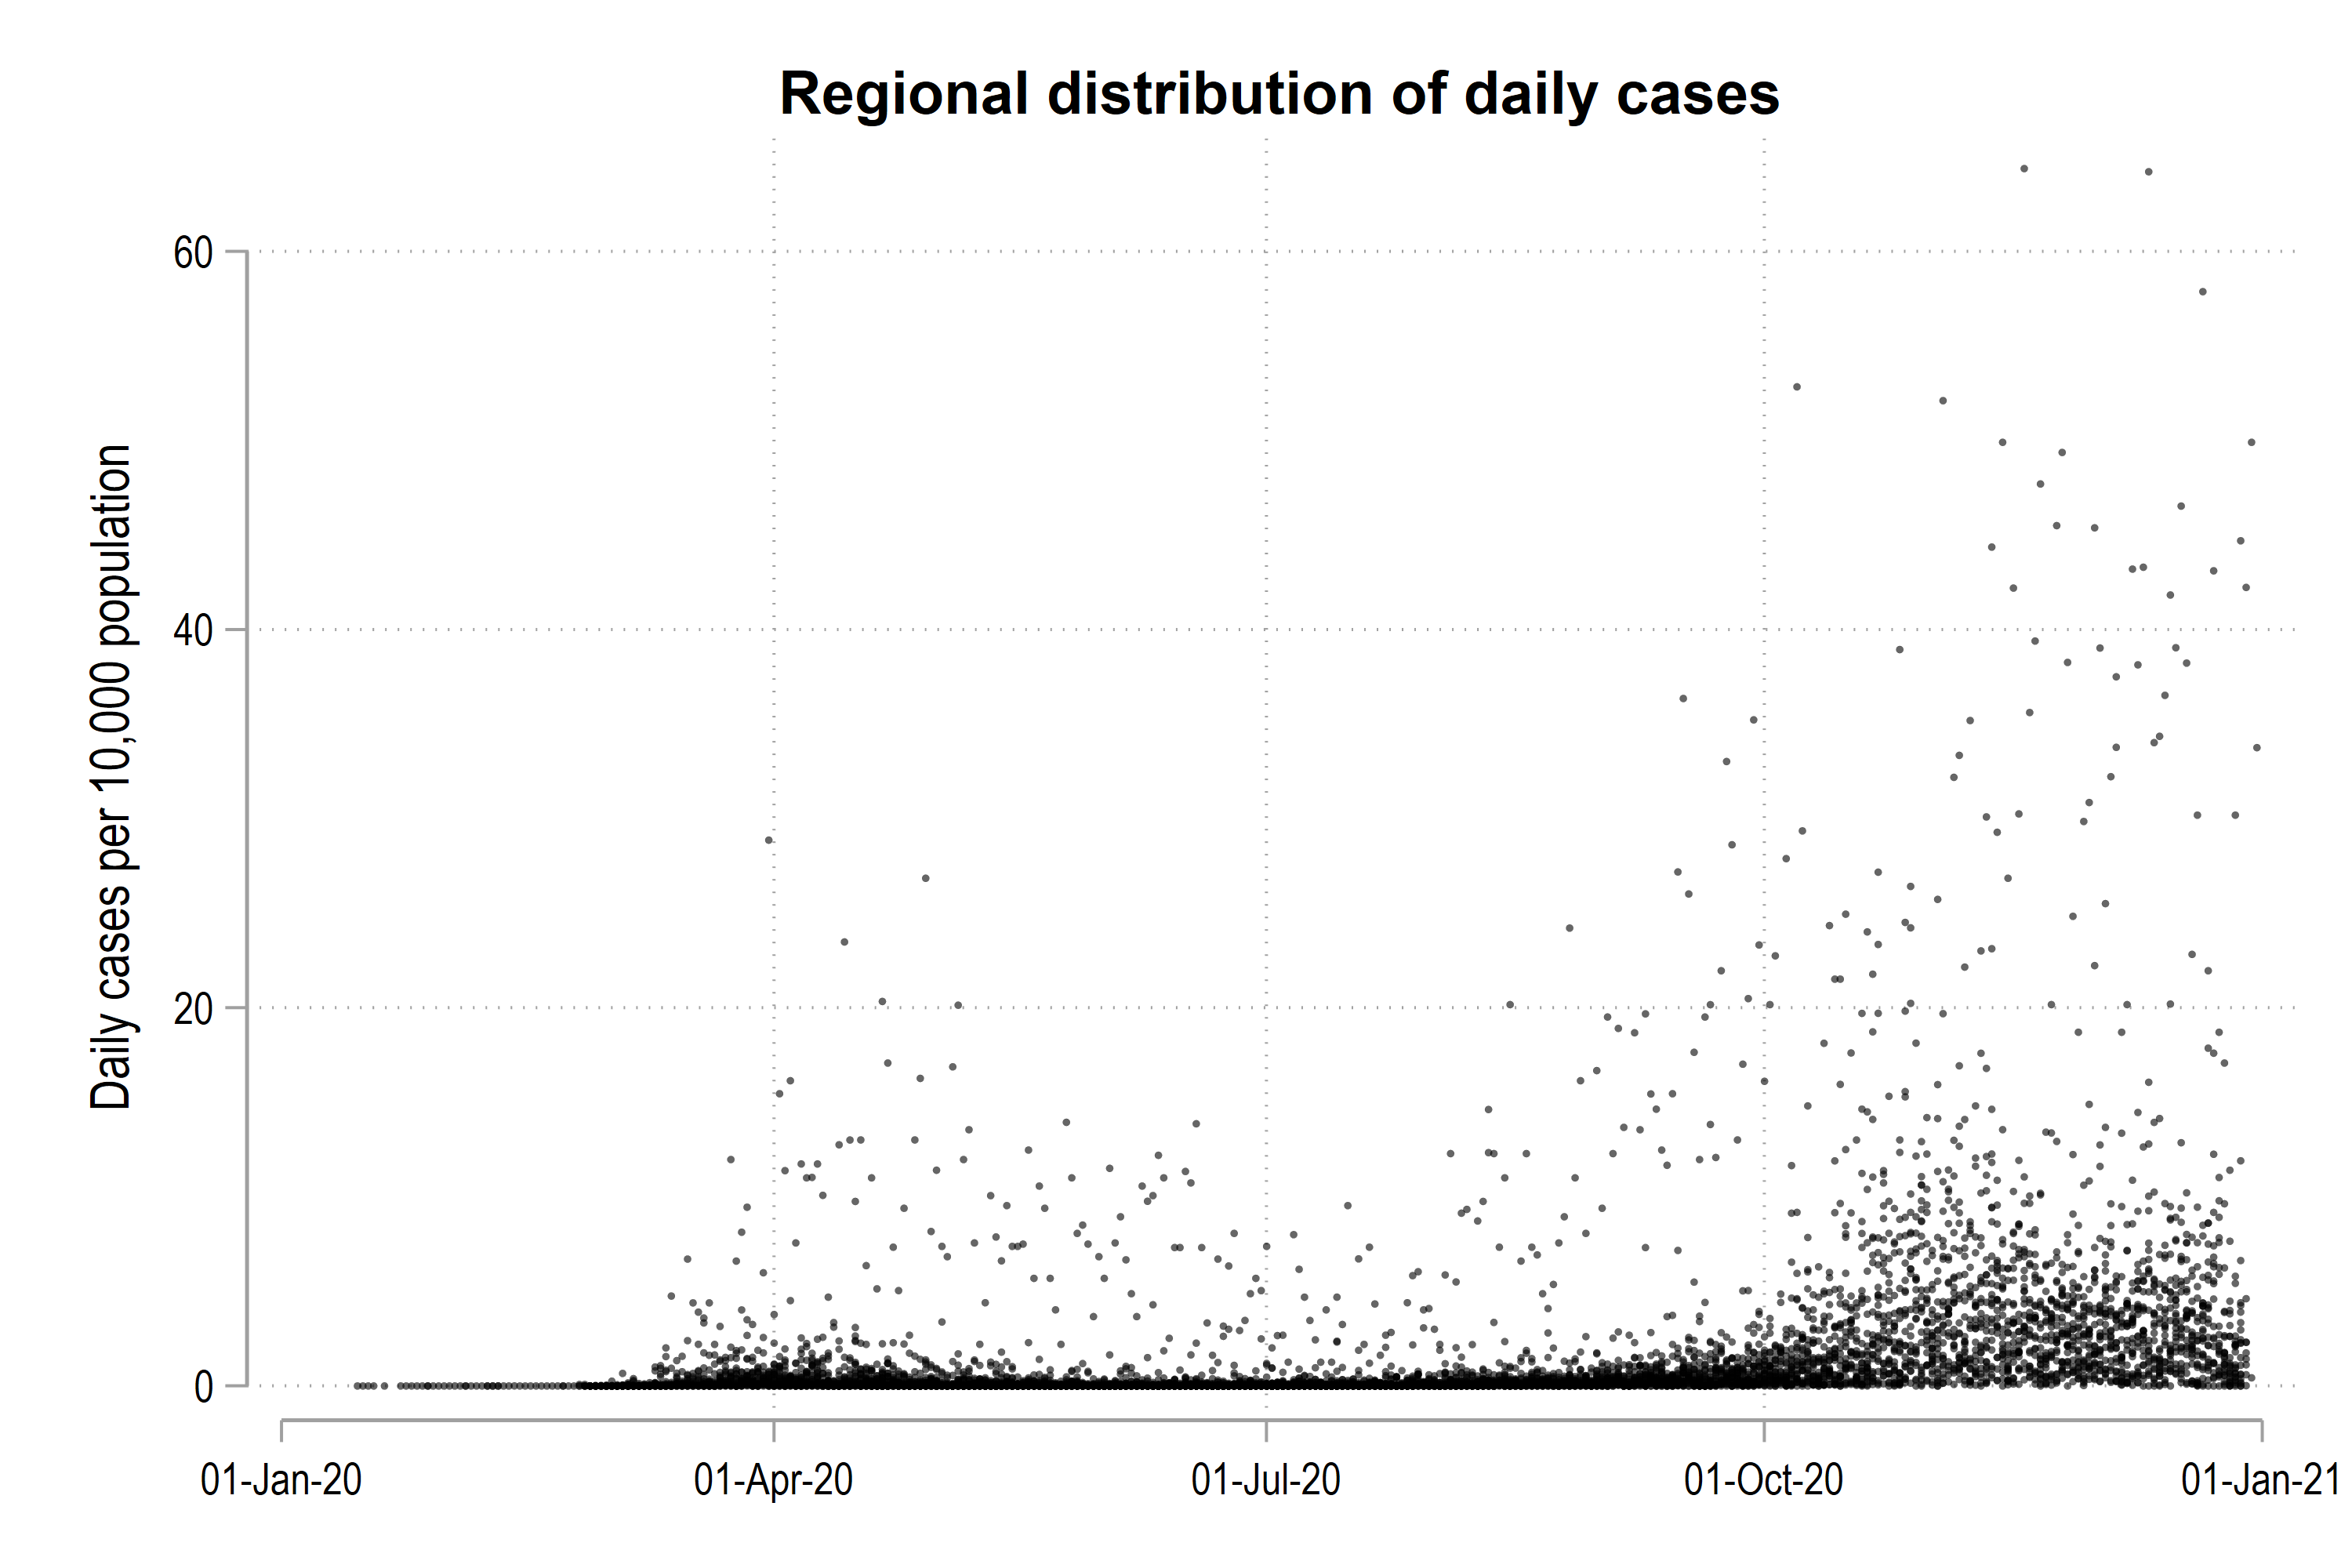 Regional distribution of daily cases
Daily cases per 10,000 population
60
40
20
0
01-Jan-20
01-Apr-20
01-Jul-20
01-Oct-20
01-Jan-21